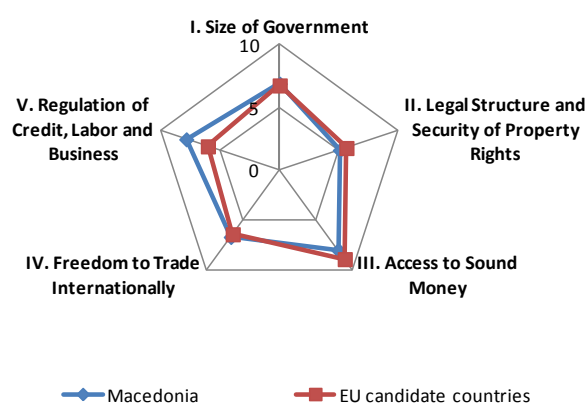 I. Size of Government
10
V. Regulation of
Credit, Labor and
Business
5
II. Legal Structure and
Security of Property
Rights
0
IV. Freedom to Trade
Internationally
III. Access to Sound
Money
Macedonia
EU candidate countries